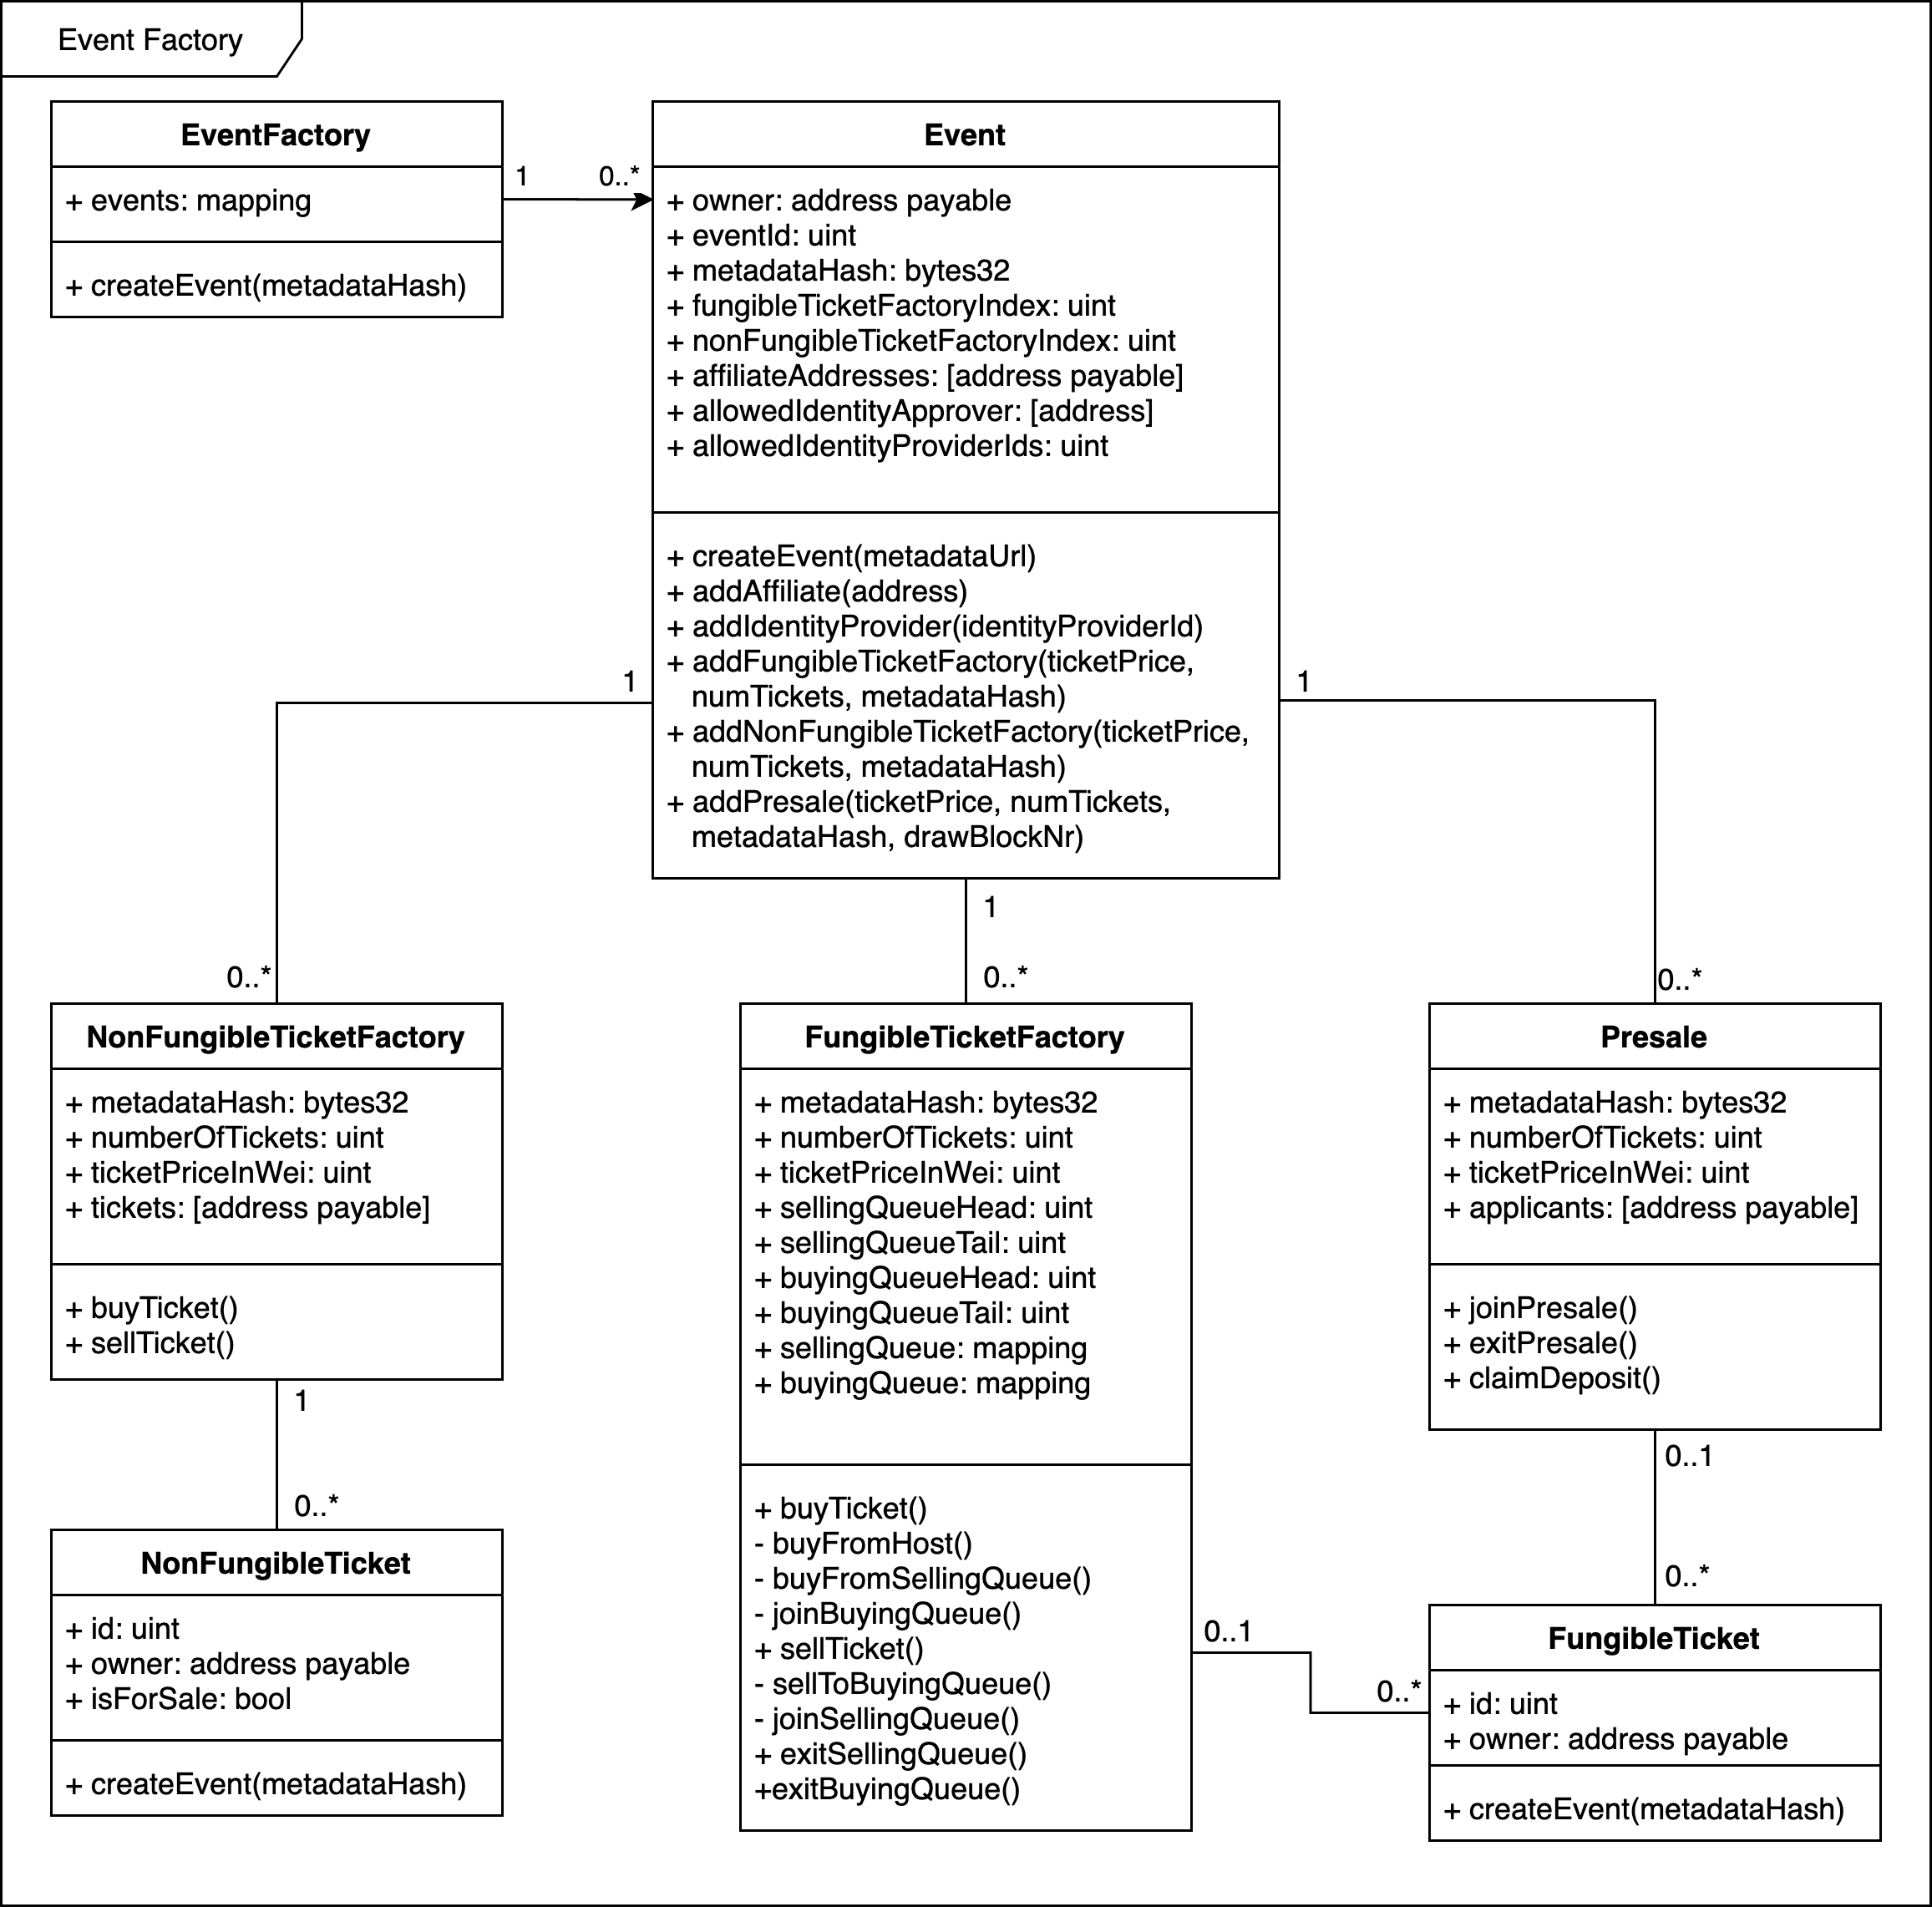 Event Factory
EventFactory
+ events: mapping
+ createEvent(metadataHash)
1
0..*
Event
+ owner: address payable
+ eventId: uint
+ metadataHash: bytes32
+ fungibleTicketFactoryIndex: uint
+ nonFungibleTicketFactoryIndex: uint
+ affiliateAddresses: [address payable]
+ allowedIdentityApprover: [address]
+ allowedIdentityProviderIds: uint
+ createEvent(metadataUrl)
+ addAffiliate(address)
+ addIdentityProvider(identityProviderId)
+ addFungibleTicketFactory(ticketPrice,
numTickets, metadataHash)
+ addNonFungibleTicketFactory(ticketPrice,
numTickets, metadataHash)
+ addPresale(ticketPrice, numTickets,
metadataHash, drawBlockNr)
1
1
1
0..*
0..*
0..*
NonFungibleTicketFactory
+ metadataHash: bytes32
+ numberOfTickets: uint
+ ticketPriceInWei: uint
+ tickets: [address payable]
+ buyTicket()
+ sellTicket()
1
0..*
NonFungibleTicket
+ id: uint
+ owner: address payable
+ isForSale: bool
+ createEvent(metadataHash)
FungibleTicketFactory
+ metadataHash: bytes32
+ numberOfTickets: uint
+ ticketPriceInWei: uint
+ sellingQueueHead: uint
+ sellingQueueTail: uint
+ buyingQueueHead: uint
+ buyingQueueTail: uint
+ sellingQueue: mapping
+ buyingQueue: mapping
+ buyTicket()
- buyFromHost()
- buyFromSellingQueue()
- joinBuyingQueue()
+ sellTicket()
- sellToBuyingQueue()
- joinSellingQueue()
+ exitSellingQueue()
+exitBuyingQueue()
0..1
0..*
Presale
+ metadataHash: bytes32
+ numberOfTickets: uint
+ ticketPriceInWei: uint
+ applicants: [address payable]
+ joinPresale()
+ exitPresale()
+ claimDeposit()
0..1
0..*
FungibleTicket
+ id: uint
+ owner: address payable
+ createEvent(metadataHash)